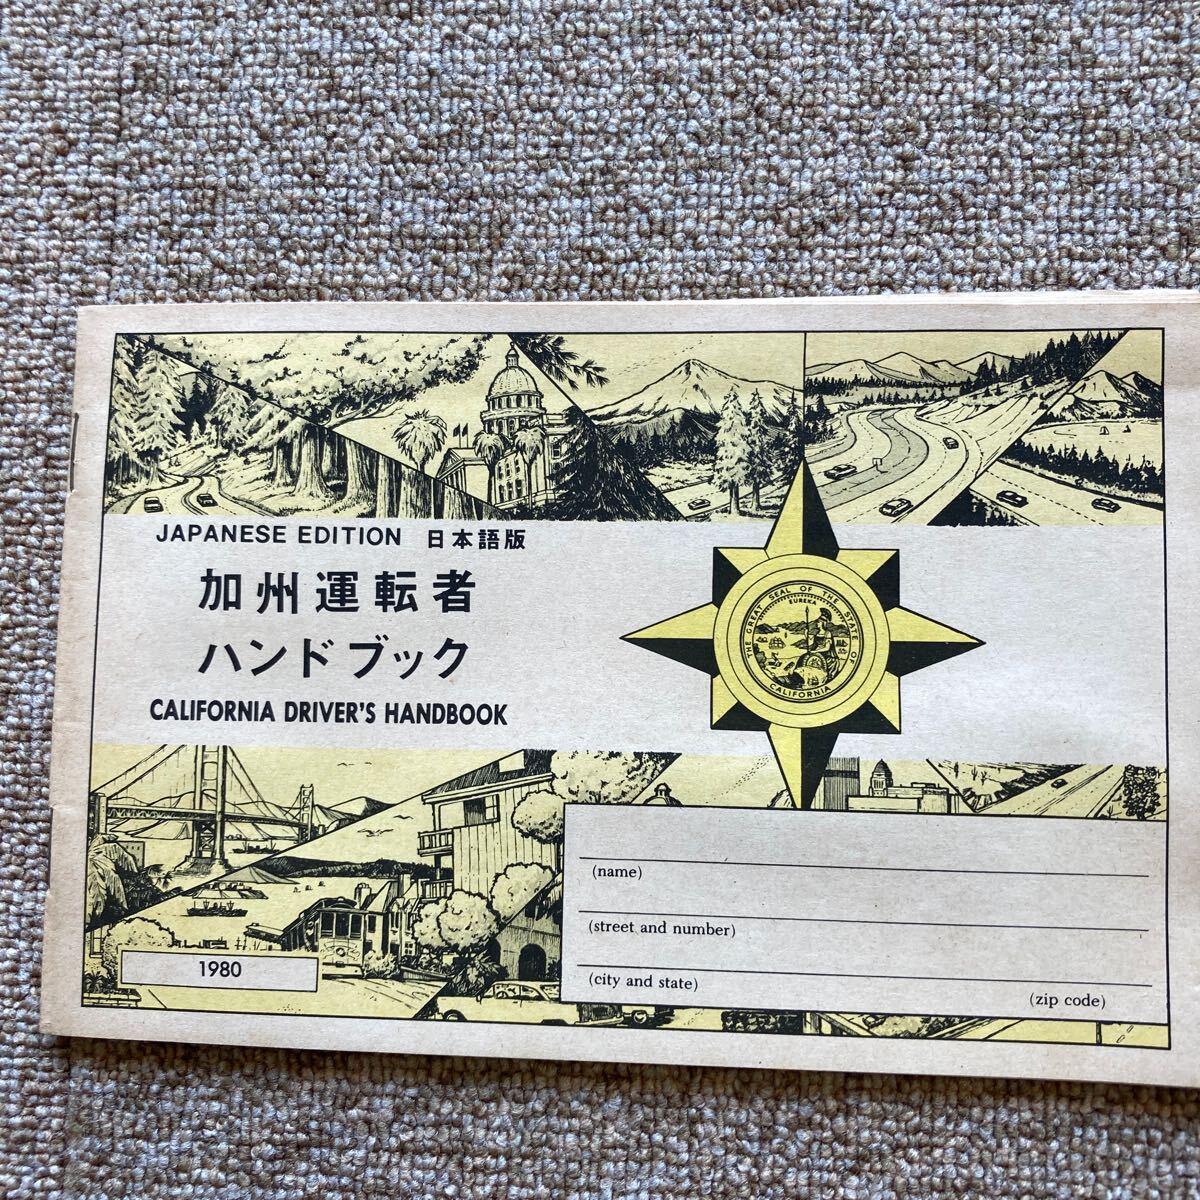 JAPANESE EDITION 日本語版
加州運転者
ハンドブック
CALIFORNIA DRIVER'S HANDBOOK
THE GREAT SEAL OF THE STATE OF CALIFORNIA
EUREKA
(name)
(street and number)
(city and state)
(zip code)
1980